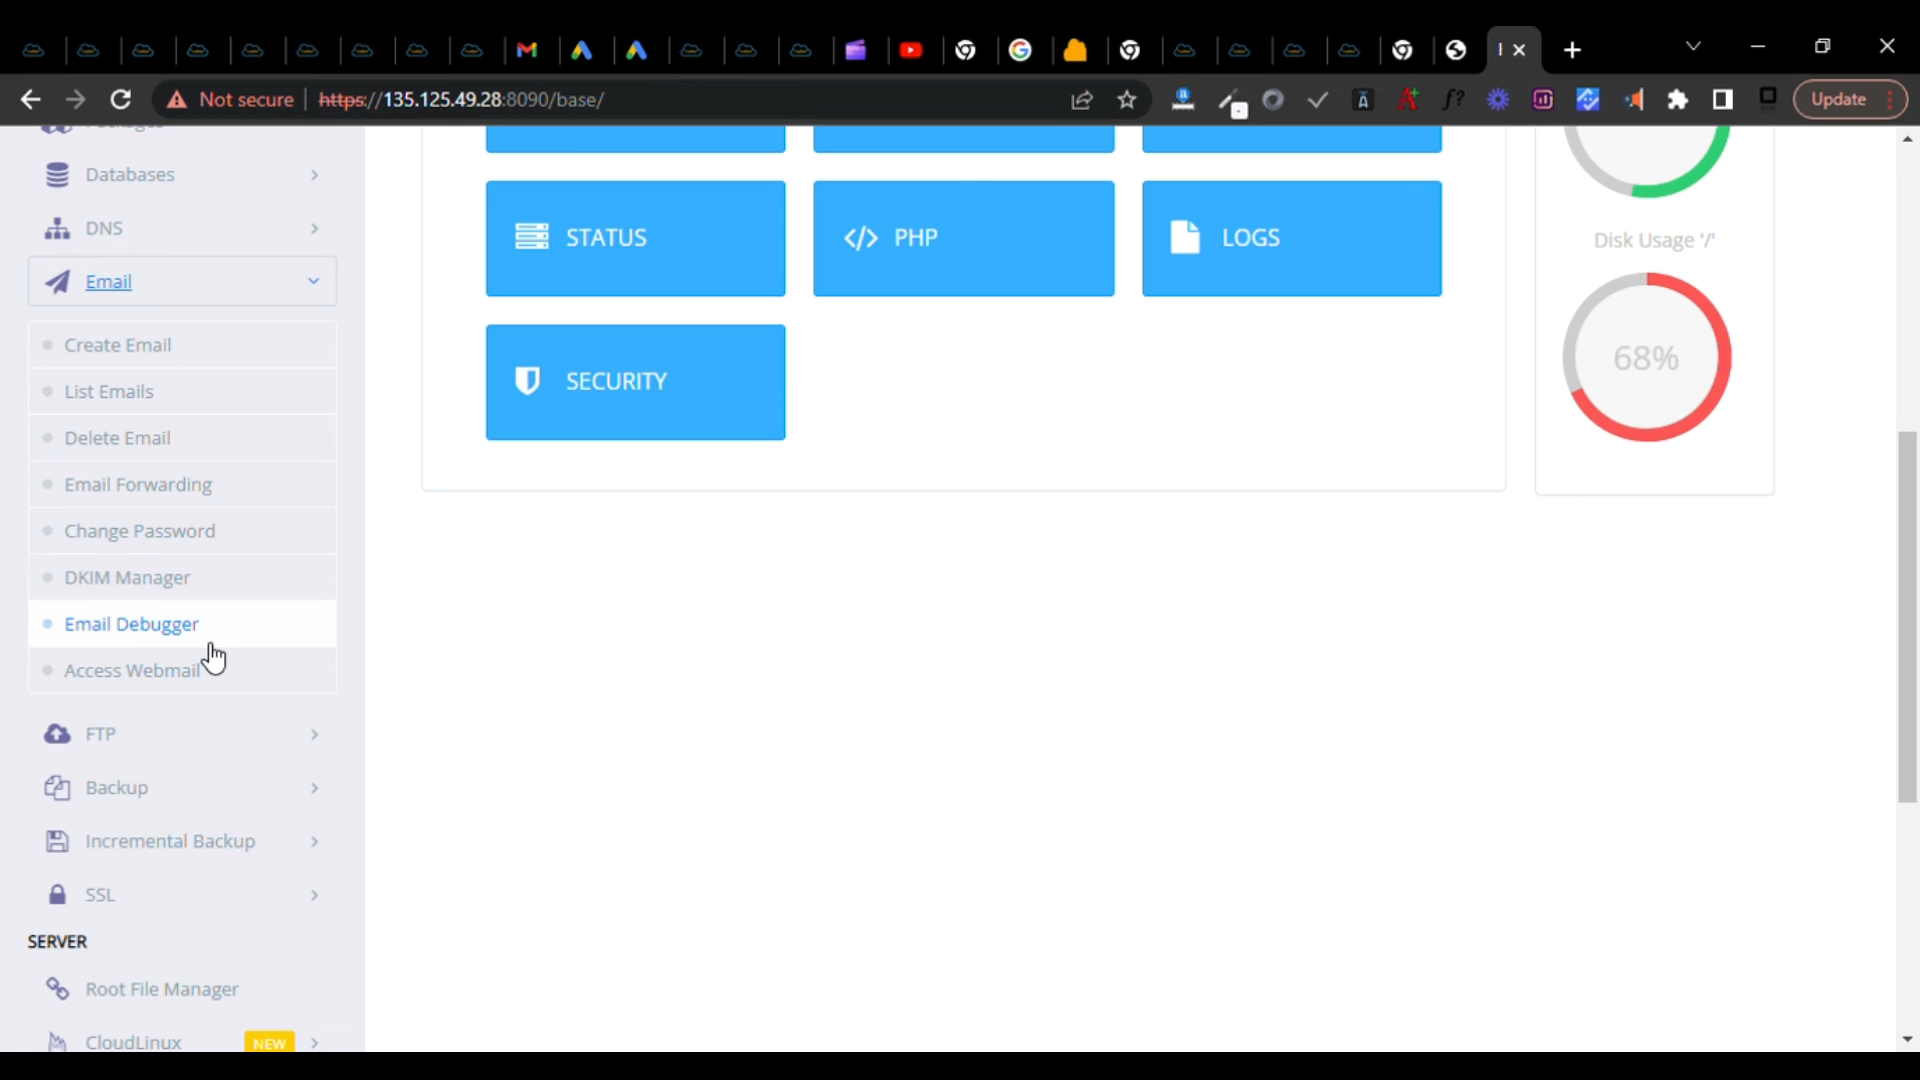 Not secure https://135.125.49.28:8090/base/ Update
Packages
Databases
DNS
Email
Create Email
List Emails
Delete Email
Email Forwarding
Change Password
DKIM Manager
Email Debugger
Access Webmail
FTP
Backup
Incremental Backup
SSL
SERVER
Root File Manager
CloudLinux NEW
STATUS
PHP
LOGS
SECURITY
Disk Usage '/'
68%